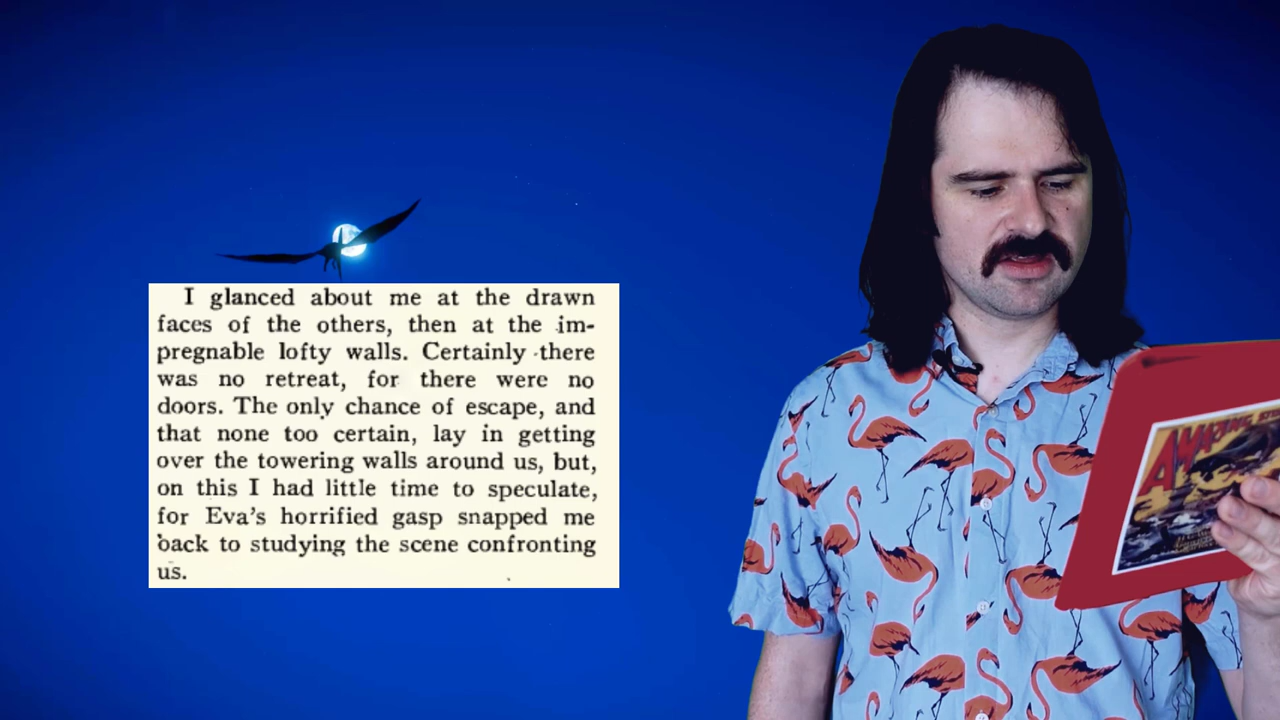 I glanced about me at the drawn
faces of the others, then at the im-
pregnable lofty walls. Certainly there
was no retreat, for there were no
doors. The only chance of escape, and
that none too certain, lay in getting
over the towering walls around us, but,
on this I had little time to speculate,
for Eva's horrified gasp snapped me
back to studying the scene confronting
us.
AMAZING